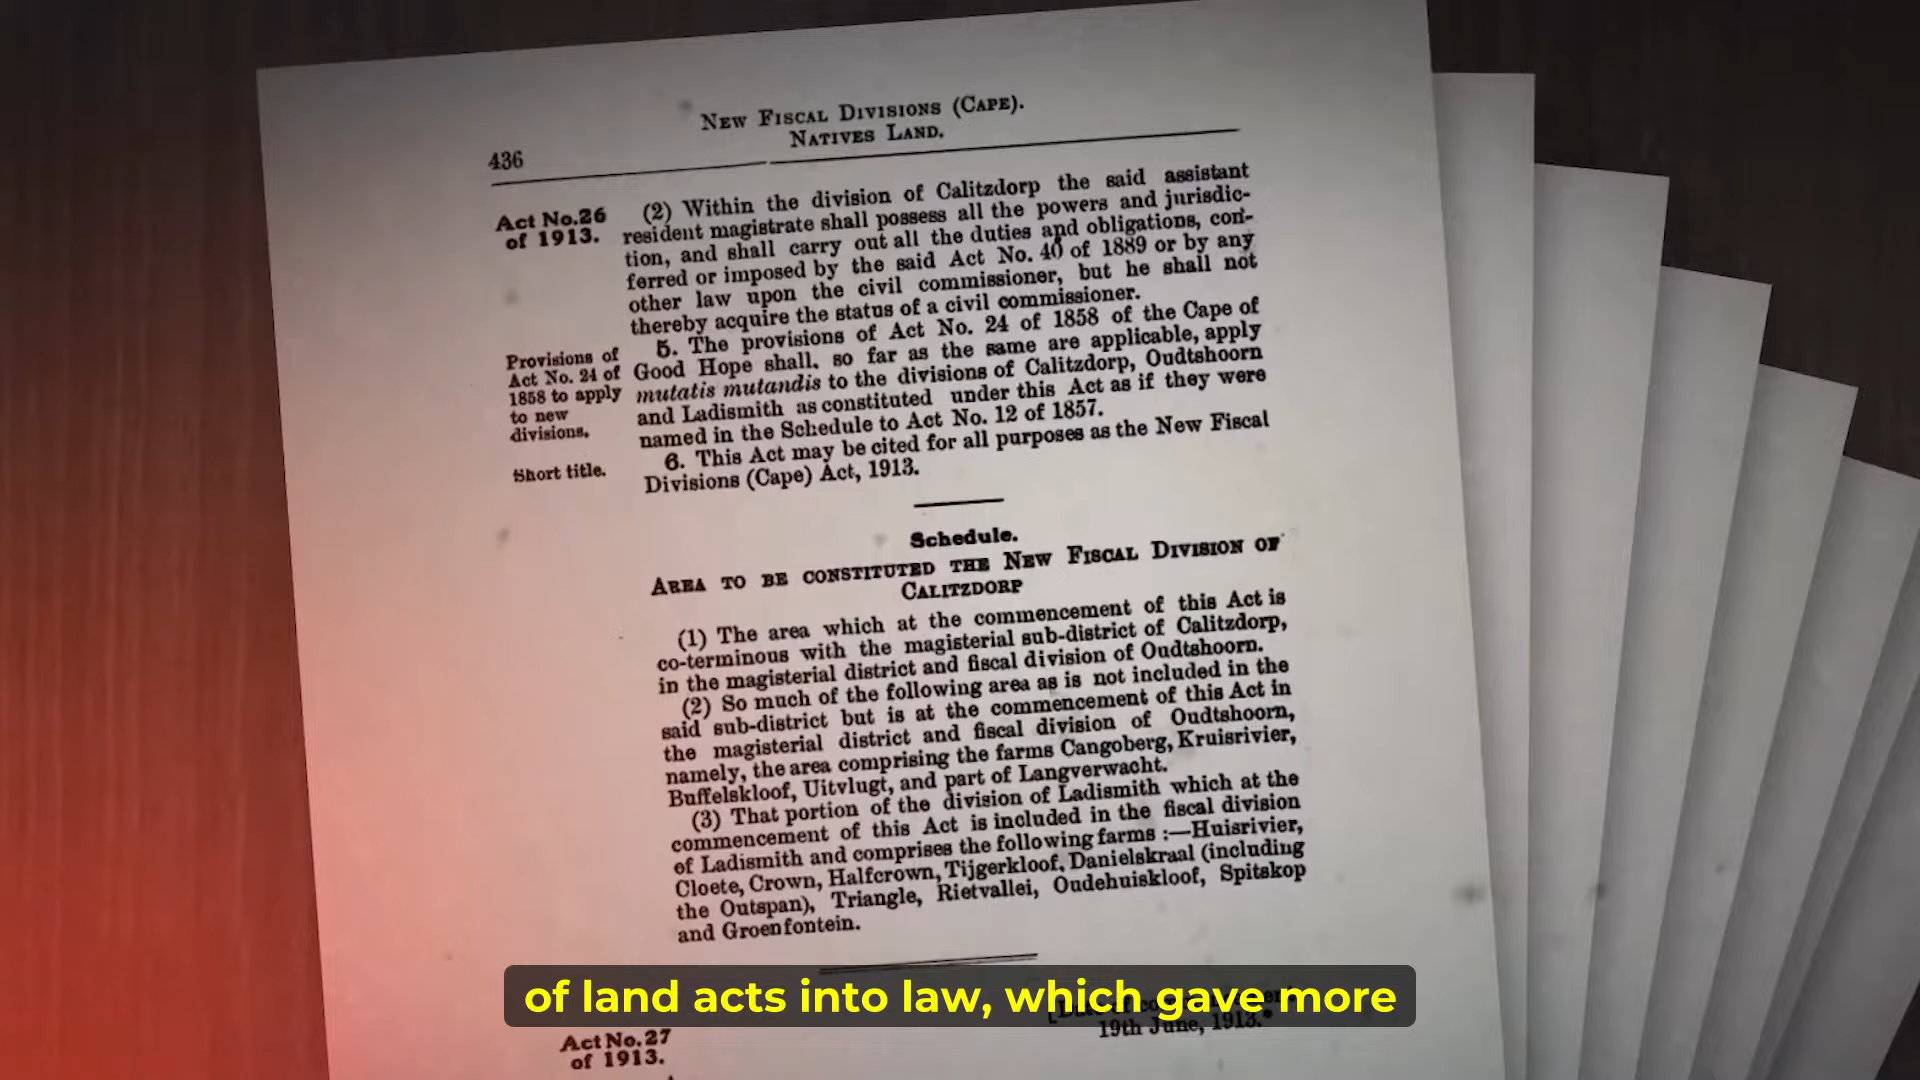 NEW FISCAL DIVISIONS (CAPE).
NATIVES LAND.
436
Act No.26
of 1913.
(2) Within the division of Calitzdorp the said assistant
resident magistrate shall possess all the powers and jurisdic-
tion, and shall carry out all the duties and obligations, con-
ferred or imposed by the said Act No. 40 of 1889 or by any
other law upon the civil commissioner, but he shall not
thereby acquire the status of a civil commissioner.
Provisions of
Act No. 24 of
1858 to apply
to new
divisions.
5. The provisions of Act No. 24 of 1858 of the Cape of
Good Hope shall, so far as the same are applicable, apply
mutatis mutandis to the divisions of Calitzdorp, Oudtshoorn
and Ladismith as constituted under this Act as if they were
named in the Schedule to Act No. 12 of 1857.
Short title.
6. This Act may be cited for all purposes as the New Fiscal
Divisions (Cape) Act, 1913.
Schedule.
AREA TO BE CONSTITUTED THE NEW FISCAL DIVISION OF
CALITZDORP
(1) The area which at the commencement of this Act is
co-terminous with the magisterial sub-district of Calitzdorp,
in the magisterial district and fiscal division of Oudtshoorn.
(2) So much of the following area as is not included in the
said sub-district but is at the commencement of this Act in
the magisterial district and fiscal division of Oudtshoorn,
namely, the area comprising the farms Cangoberg, Kruisrivier,
Buffelskloof, Uitvlugt, and part of Langverwacht.
(3) That portion of the division of Ladismith which at the
commencement of this Act is included in the fiscal division
of Ladismith and comprises the following farms :—Huisrivier,
Cloete, Crown, Halfcrown, Tijgerkloof, Danielskraal (including
the Outspan), Triangle, Rietvallei, Oudehuiskloof, Spitskop
and Groenfontein.
of land acts into law, which gave more
19th June, 1913.*
Act No.27
of 1913.